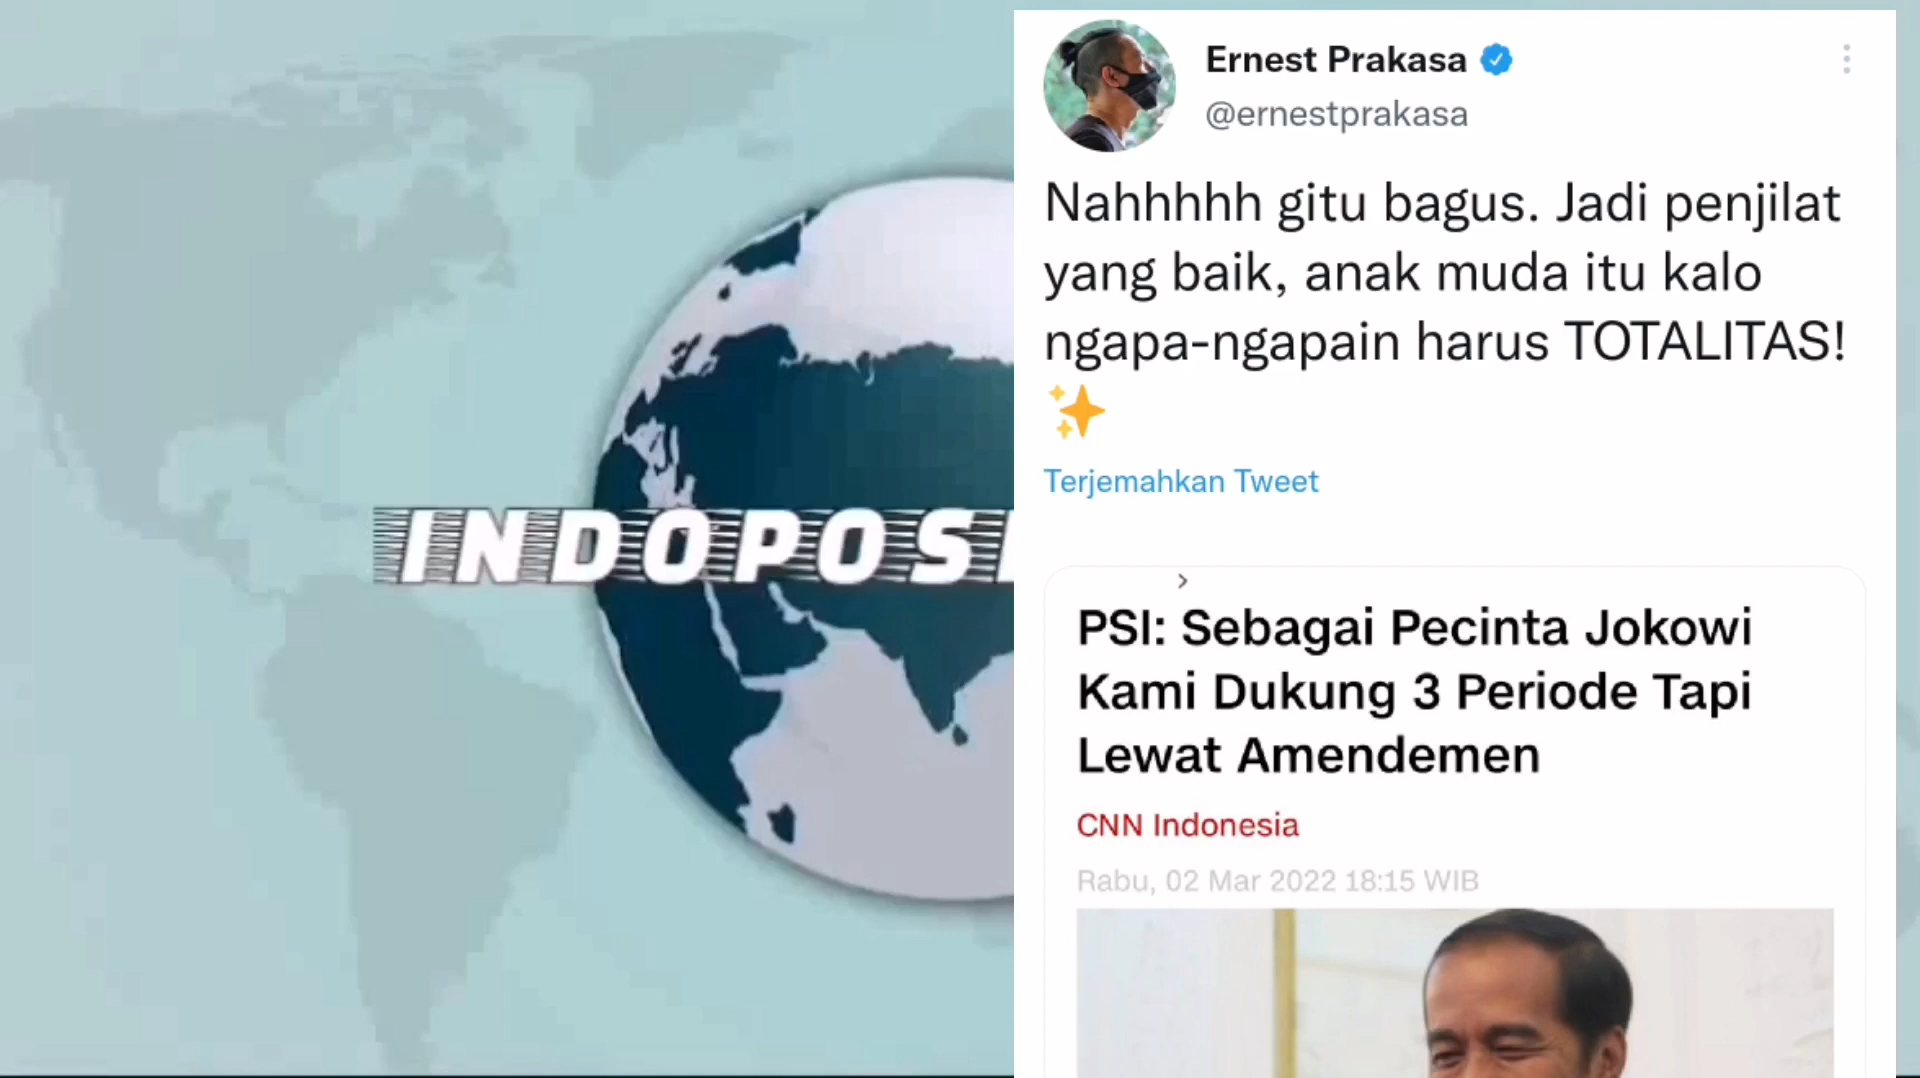 INDOPOS
Ernest Prakasa
@ernestprakasa
Nahhhhh gitu bagus. Jadi penjilat
yang baik, anak muda itu kalo
ngapa-ngapain harus TOTALITAS!
Terjemahkan Tweet
PSI: Sebagai Pecinta Jokowi
Kami Dukung 3 Periode Tapi
Lewat Amendemen
CNN Indonesia
Rabu, 02 Mar 2022 18:15 WIB